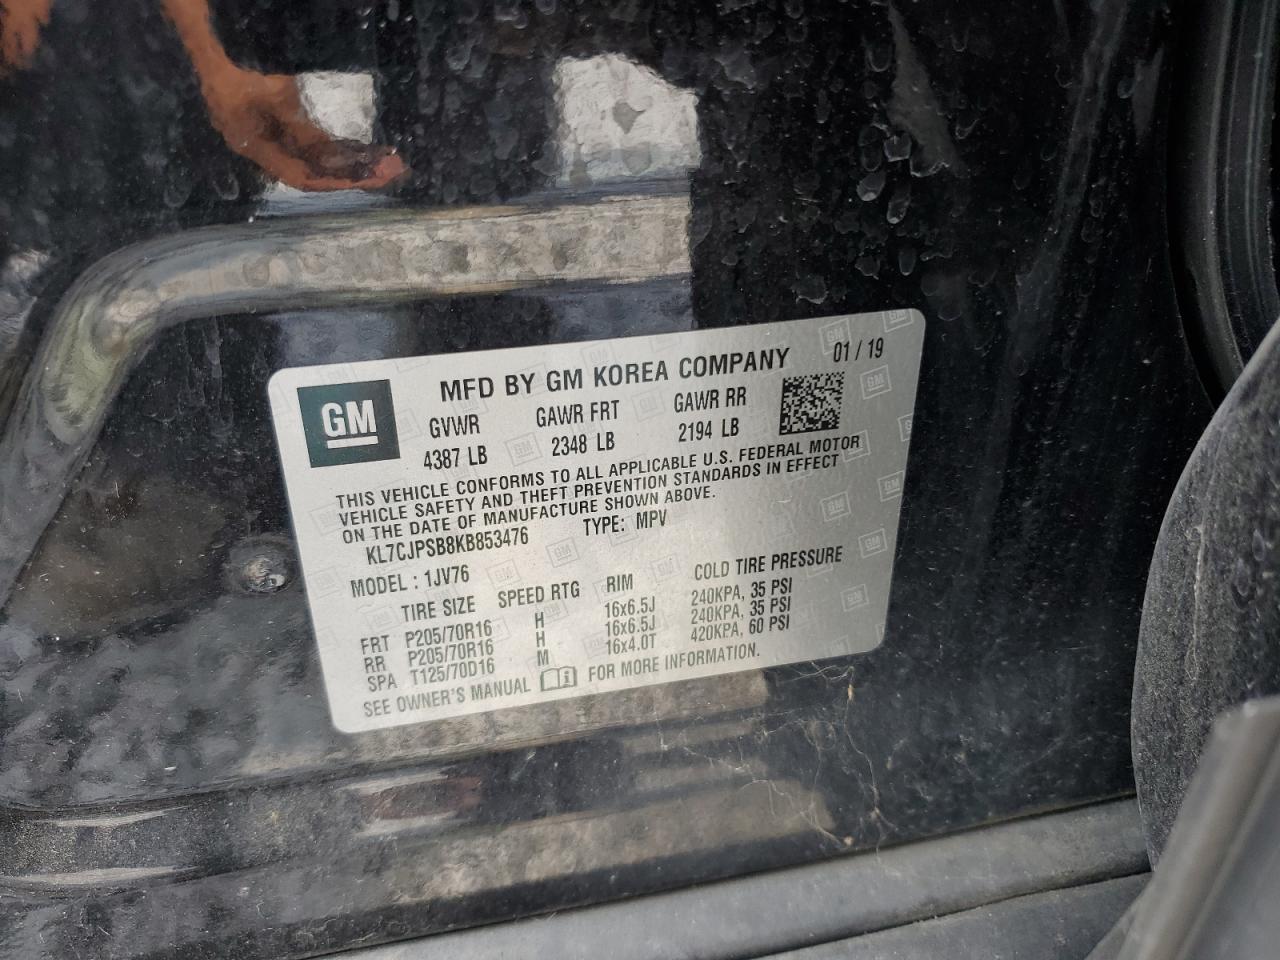 GM
MFD BY GM KOREA COMPANY 01 / 19
GVWR GAWR FRT GAWR RR
4387 LB 2348 LB 2194 LB
THIS VEHICLE CONFORMS TO ALL APPLICABLE U.S. FEDERAL MOTOR
VEHICLE SAFETY AND THEFT PREVENTION STANDARDS IN EFFECT
ON THE DATE OF MANUFACTURE SHOWN ABOVE.
KL7CJPSB8KB853476 TYPE: MPV
MODEL : 1JV76
TIRE SIZE SPEED RTG RIM COLD TIRE PRESSURE
FRT P205/70R16 H 16x6.5J 240KPA, 35 PSI
RR P205/70R16 H 16x6.5J 240KPA, 35 PSI
SPA T125/70D16 M 16x4.0T 420KPA, 60 PSI
SEE OWNER'S MANUAL i FOR MORE INFORMATION.